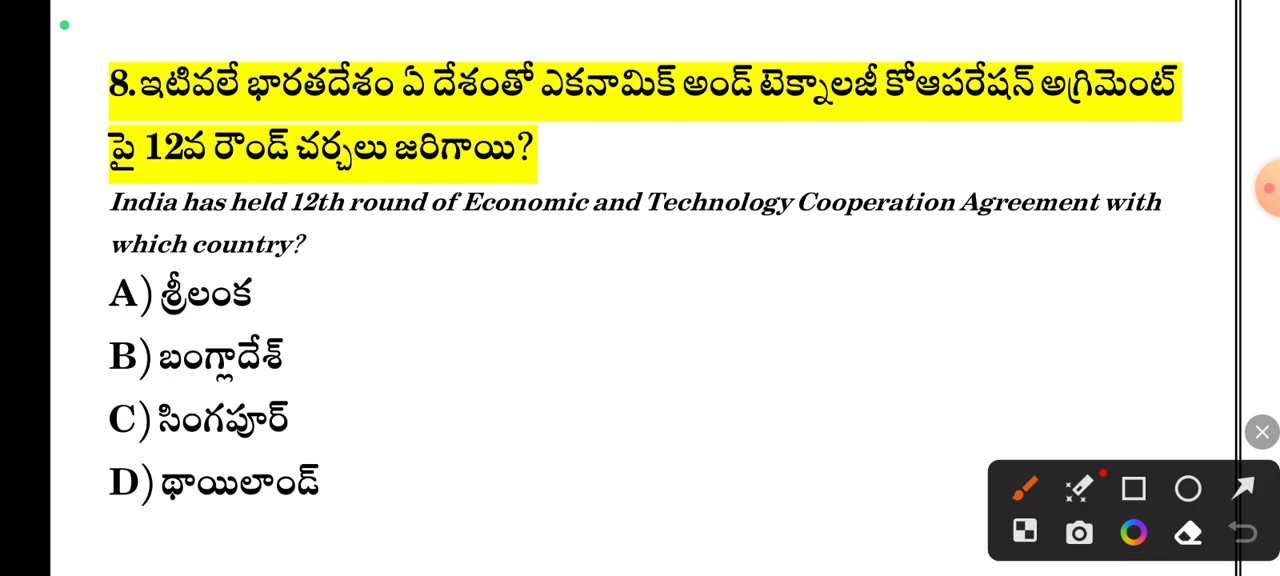 8.ఇటీవలే భారతదేశం ఏ దేశంతో ఎకనామిక్ అండ్ టెక్నాలజీ కోఆపరేషన్ అగ్రిమెంట్
పై 12వ రౌండ్ చర్చలు జరిగాయి?
India has held 12th round of Economic and Technology Cooperation Agreement with
which country?
A) శ్రీలంక
B) బంగ్లాదేశ్
C) సింగపూర్
D) థాయిలాండ్